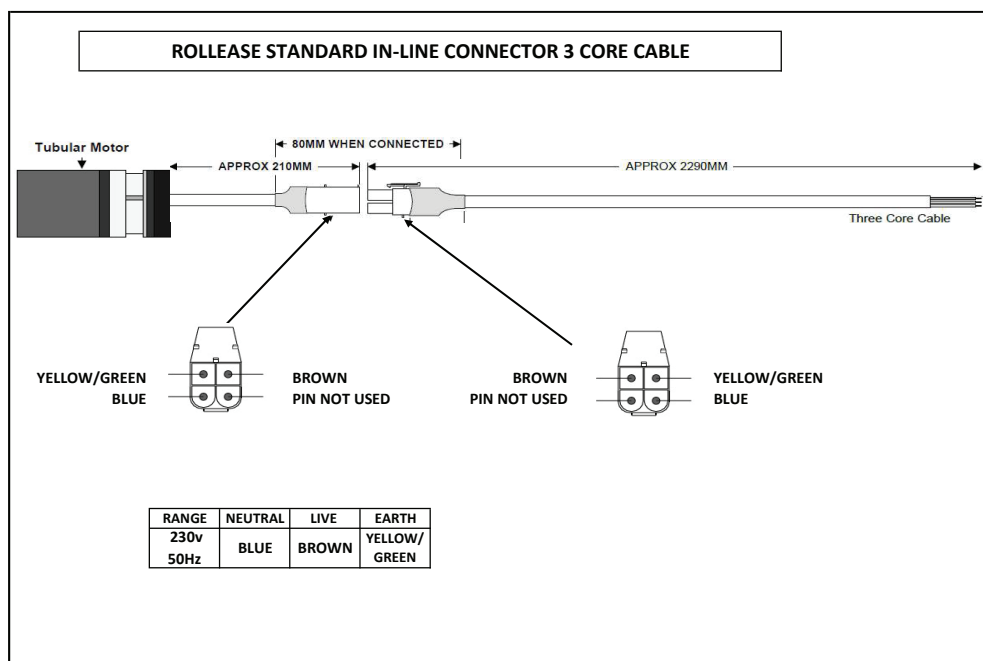 ROLLEASE STANDARD IN-LINE CONNECTOR 3 CORE CABLE
80MM WHEN CONNECTED
Tubular Motor
APPROX 210MM
APPROX 2290MM
Three Core Cable
YELLOW/GREEN
BLUE
BROWN
PIN NOT USED
BROWN
PIN NOT USED
YELLOW/GREEN
BLUE
RANGE NEUTRAL LIVE EARTH
230v
50Hz
BLUE
BROWN
YELLOW/
GREEN